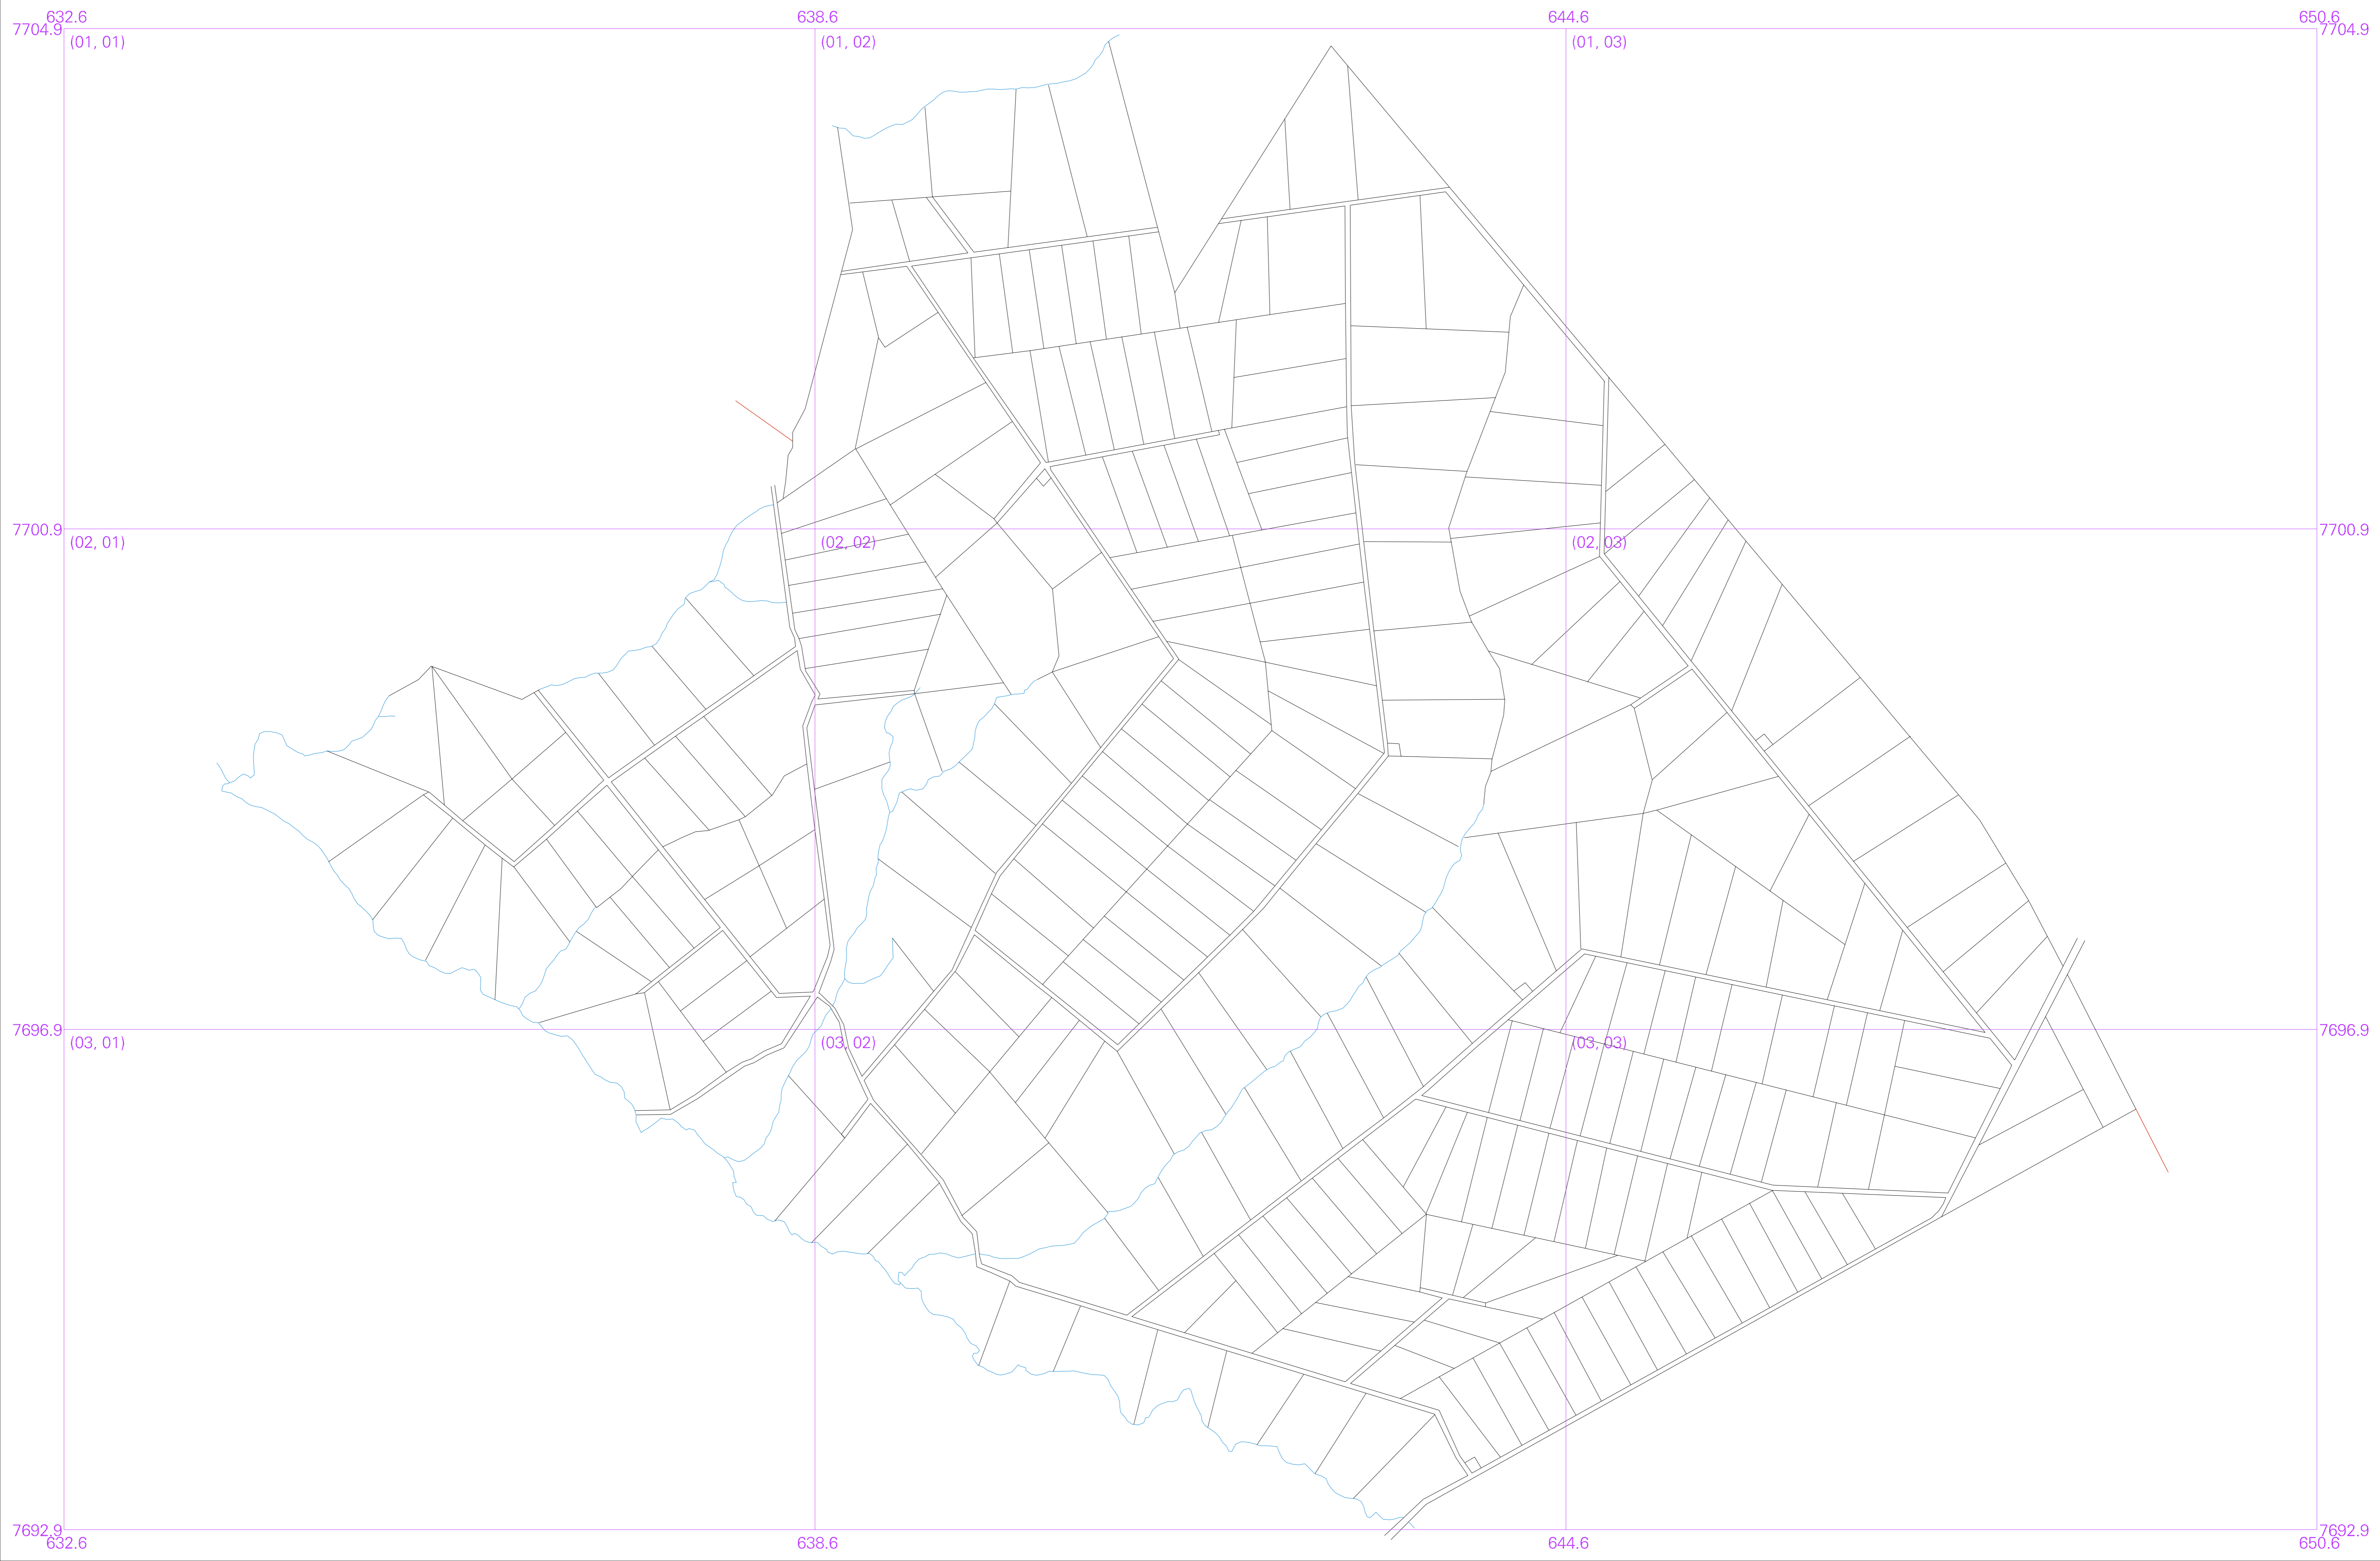 632.6 638.6 644.6 650.6
7704.9 7704.9
(01, 01) (01, 02) (01, 03)
7700.9 7700.9
(02, 01) (02, 02) (02, 03)
7696.9 7696.9
(03, 01) (03, 02) (03, 03)
7692.9 7692.9
632.6 638.6 644.6 650.6